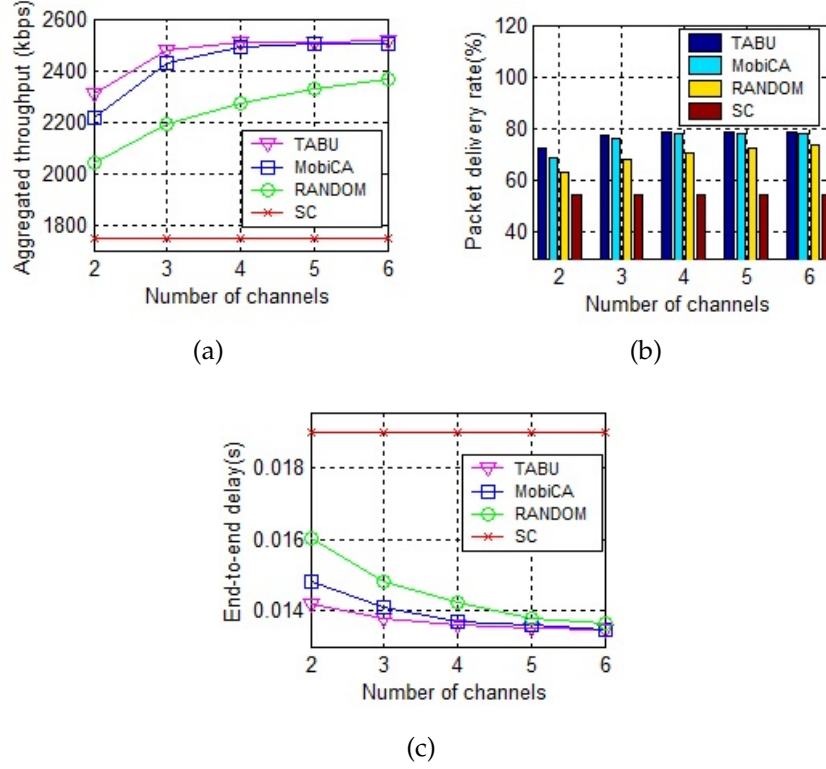 Aggregated throughput (kbps)
2600
2400
2200
2000
1800
2 3 4 5 6
Number of channels
TABU
MobiCA
RANDOM
SC
(a)
Packet delivery rate(%)
120
100
80
60
40
2 3 4 5 6
Number of channels
TABU
MobiCA
RANDOM
SC
(b)
End-to-end delay(s)
0.018
0.016
0.014
2 3 4 5 6
Number of channels
TABU
MobiCA
RANDOM
SC
(c)